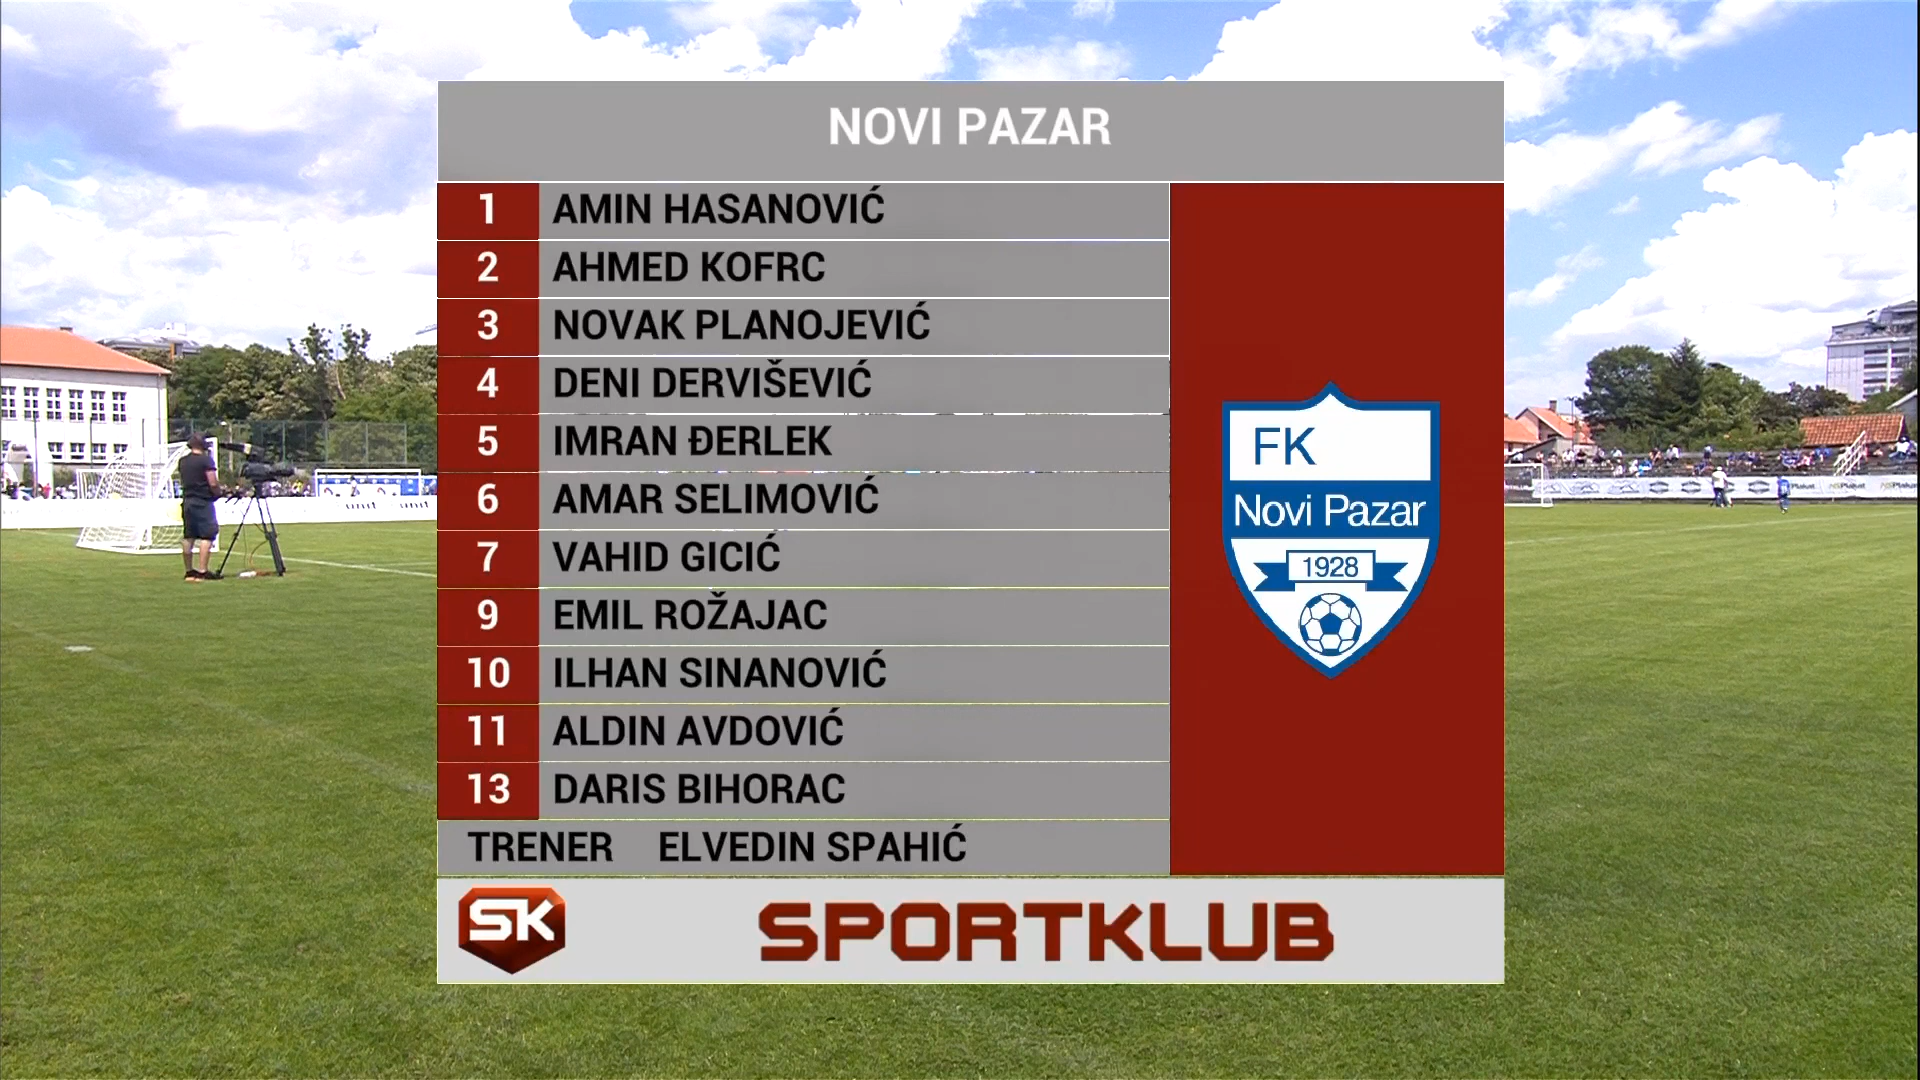 NOVI PAZAR
1 AMIN HASANOVIĆ
2 AHMED KOFRC
3 NOVAK PLANOJEVIĆ
4 DENI DERVIŠEVIĆ
5 IMRAN ĐERLEK
6 AMAR SELIMOVIĆ
7 VAHID GICIĆ
9 EMIL ROŽAJAC
10 ILHAN SINANOVIĆ
11 ALDIN AVDOVIĆ
13 DARIS BIHORAC
TRENER ELVEDIN SPAHIĆ
FK
Novi Pazar
1928
SK SPORTKLUB